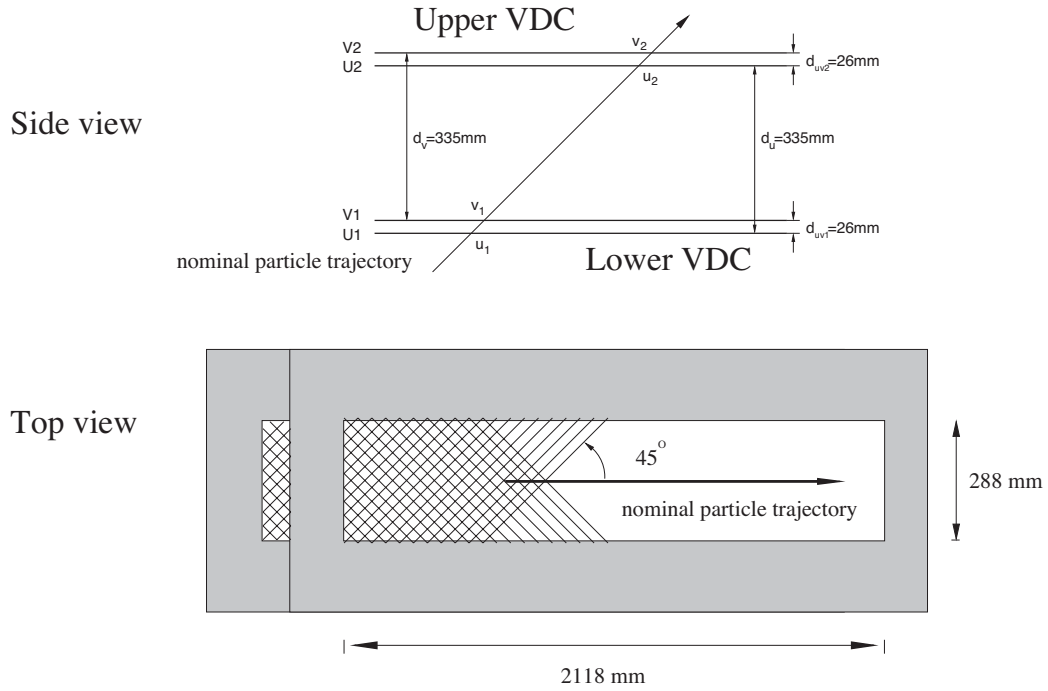 Upper VDC
V2
U2
v2
u2
duv2=26mm
Side view
dv=335mm
du=335mm
V1
U1
v1
u1
duv1=26mm
nominal particle trajectory
Lower VDC
Top view
45°
nominal particle trajectory
288 mm
2118 mm